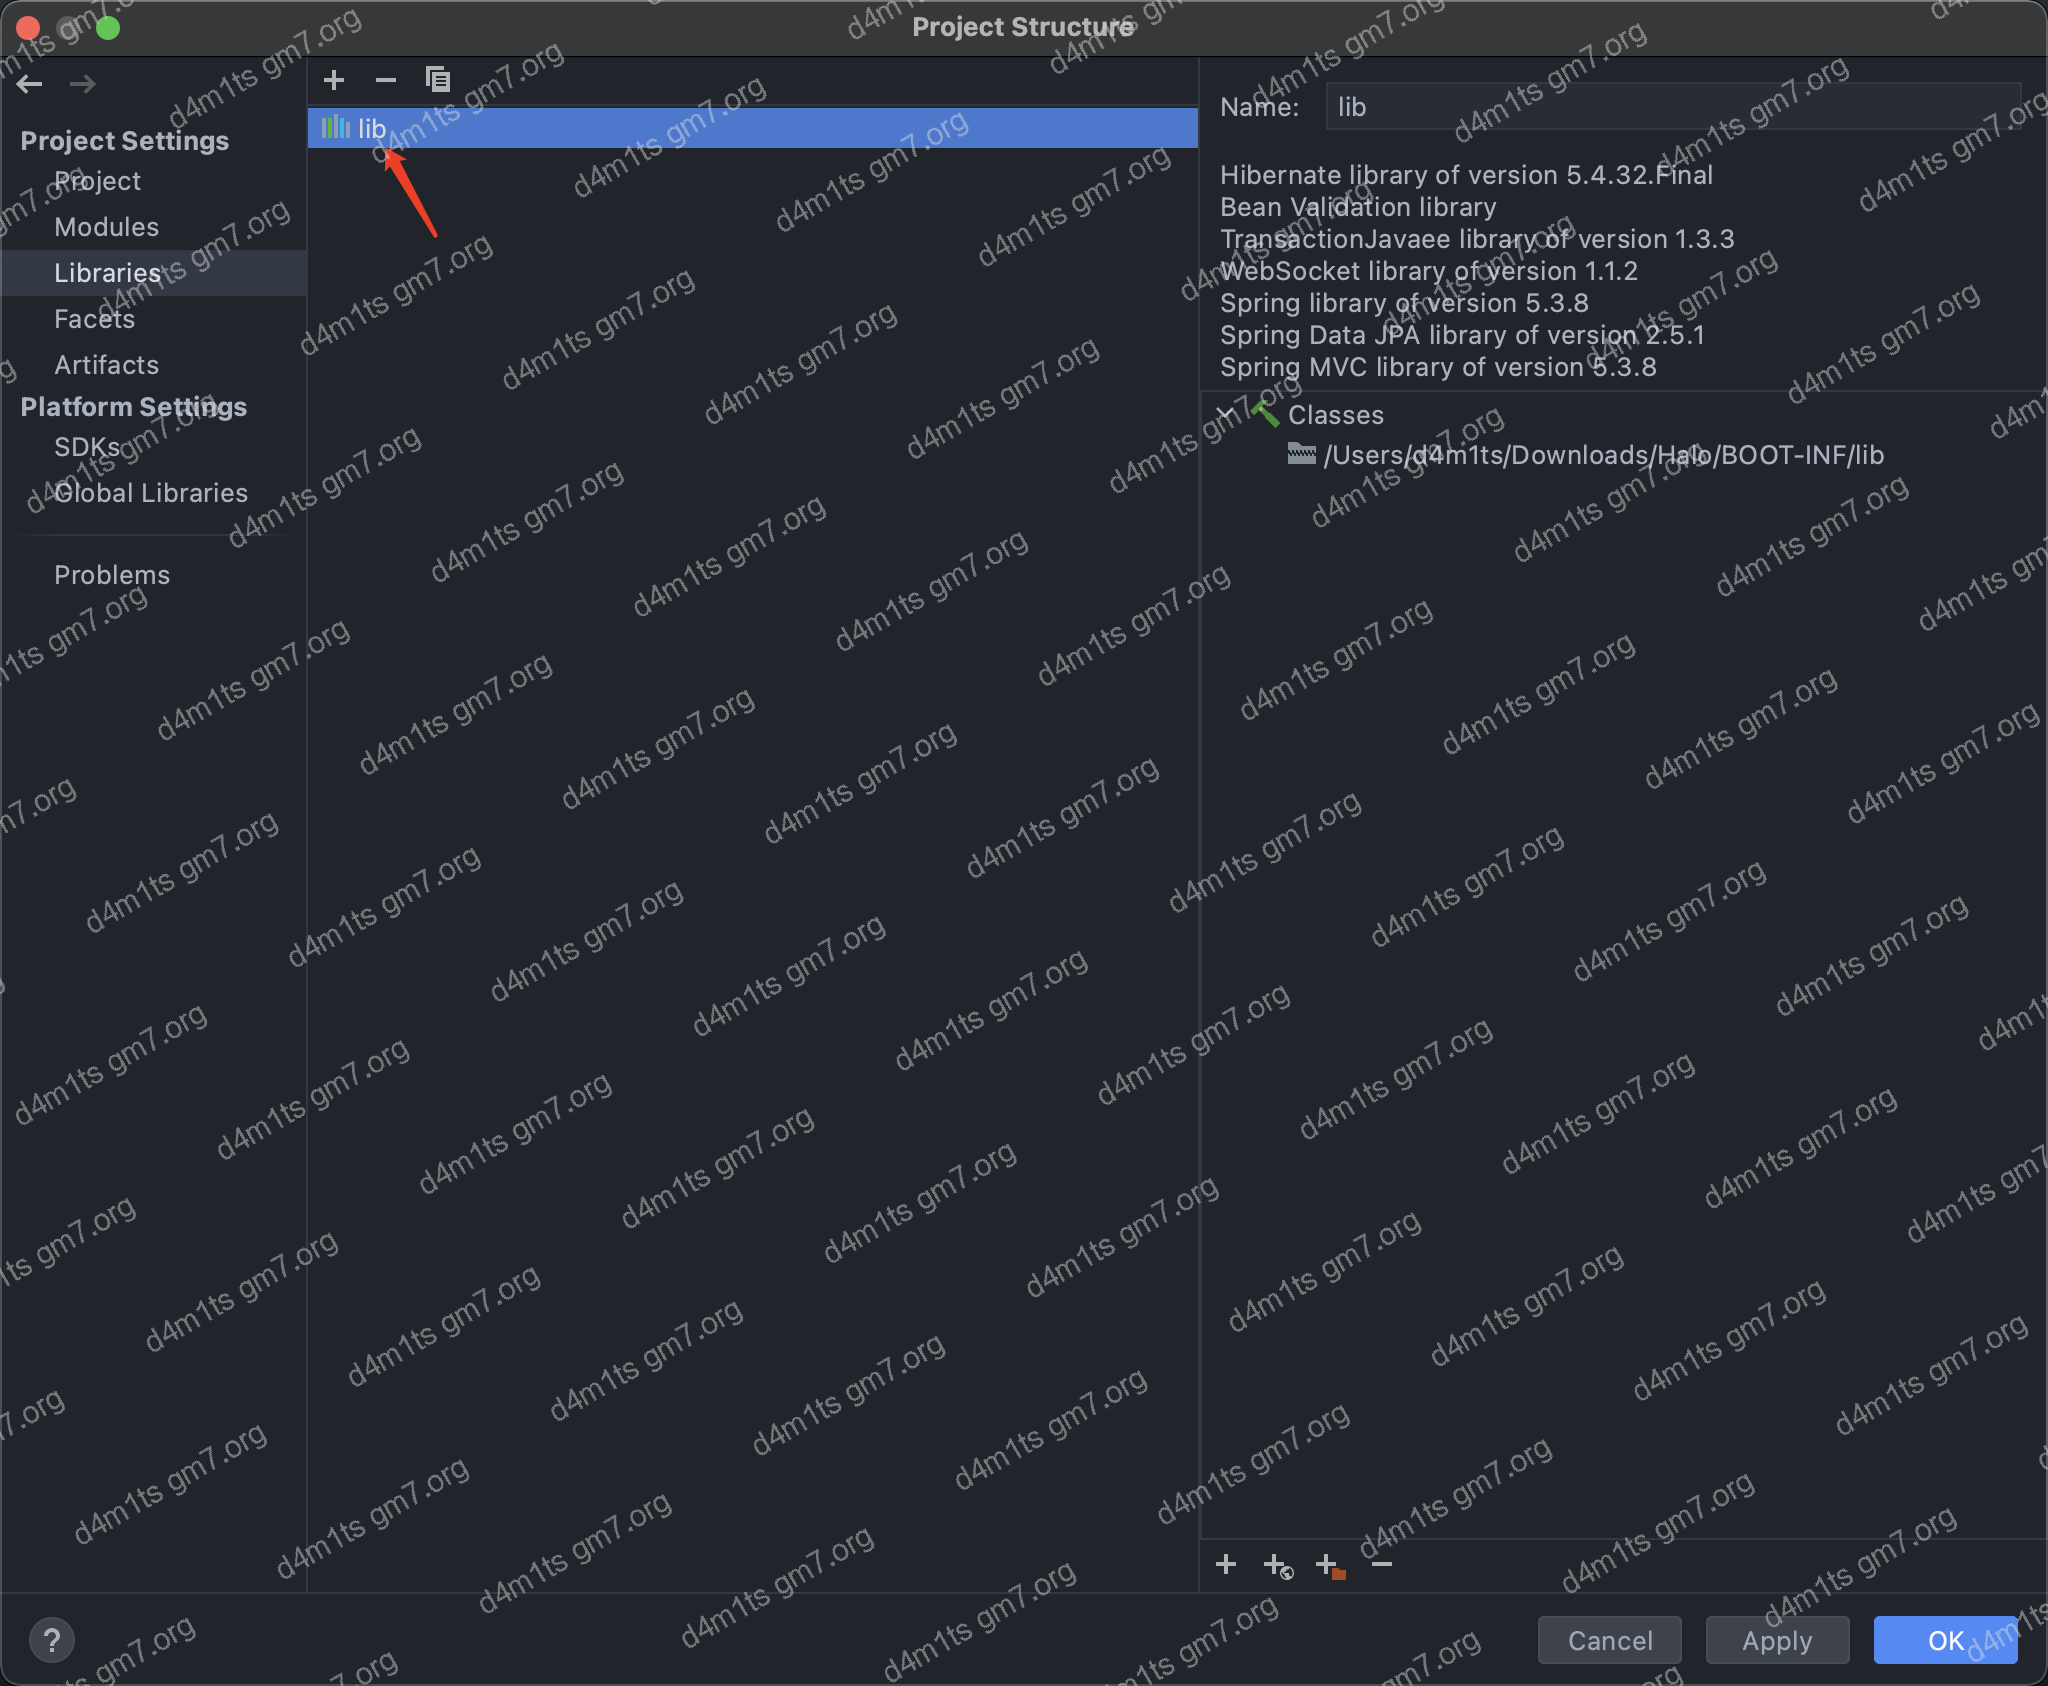 Project Structure
Project Settings
Project
Modules
Libraries
Facets
Artifacts
Platform Settings
SDKs
Global Libraries
Problems
lib
Name: lib
Hibernate library of version 5.4.32.Final
Bean Validation library
TransactionJavaee library of version 1.3.3
WebSocket library of version 1.1.2
Spring library of version 5.3.8
Spring Data JPA library of version 2.5.1
Spring MVC library of version 5.3.8
Classes
/Users/d4m1ts/Downloads/Halo/BOOT-INF/lib
?
Cancel
Apply
OK
d4m1ts gm7.org